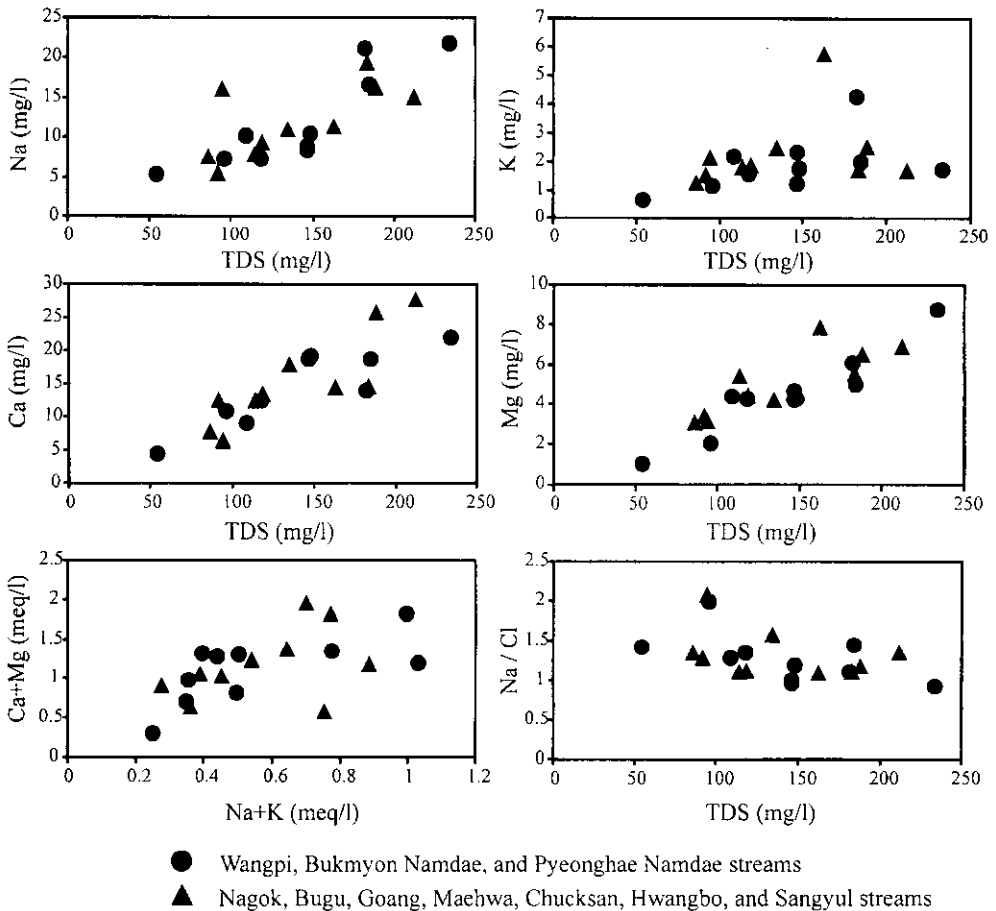 Na (mg/l)
25
20
15
10
5
0
0 50 100 150 200 250
TDS (mg/l)
K (mg/l)
7
6
5
4
3
2
1
0
0 50 100 150 200 250
TDS (mg/l)
Ca (mg/l)
30
25
20
15
10
5
0
0 50 100 150 200 250
TDS (mg/l)
Mg (mg/l)
10
8
6
4
2
0
0 50 100 150 200 250
TDS (mg/l)
Ca+Mg (meq/l)
2.5
2
1.5
1
0.5
0
0 0.2 0.4 0.6 0.8 1 1.2
Na+K (meq/l)
Na / Cl
2.5
2
1.5
1
0.5
0
0 50 100 150 200 250
TDS (mg/l)
Wangpi, Bukmyon Namdae, and Pyeonghae Namdae streams
Nagok, Bugu, Goang, Maehwa, Chucksan, Hwangbo, and Sangyul streams